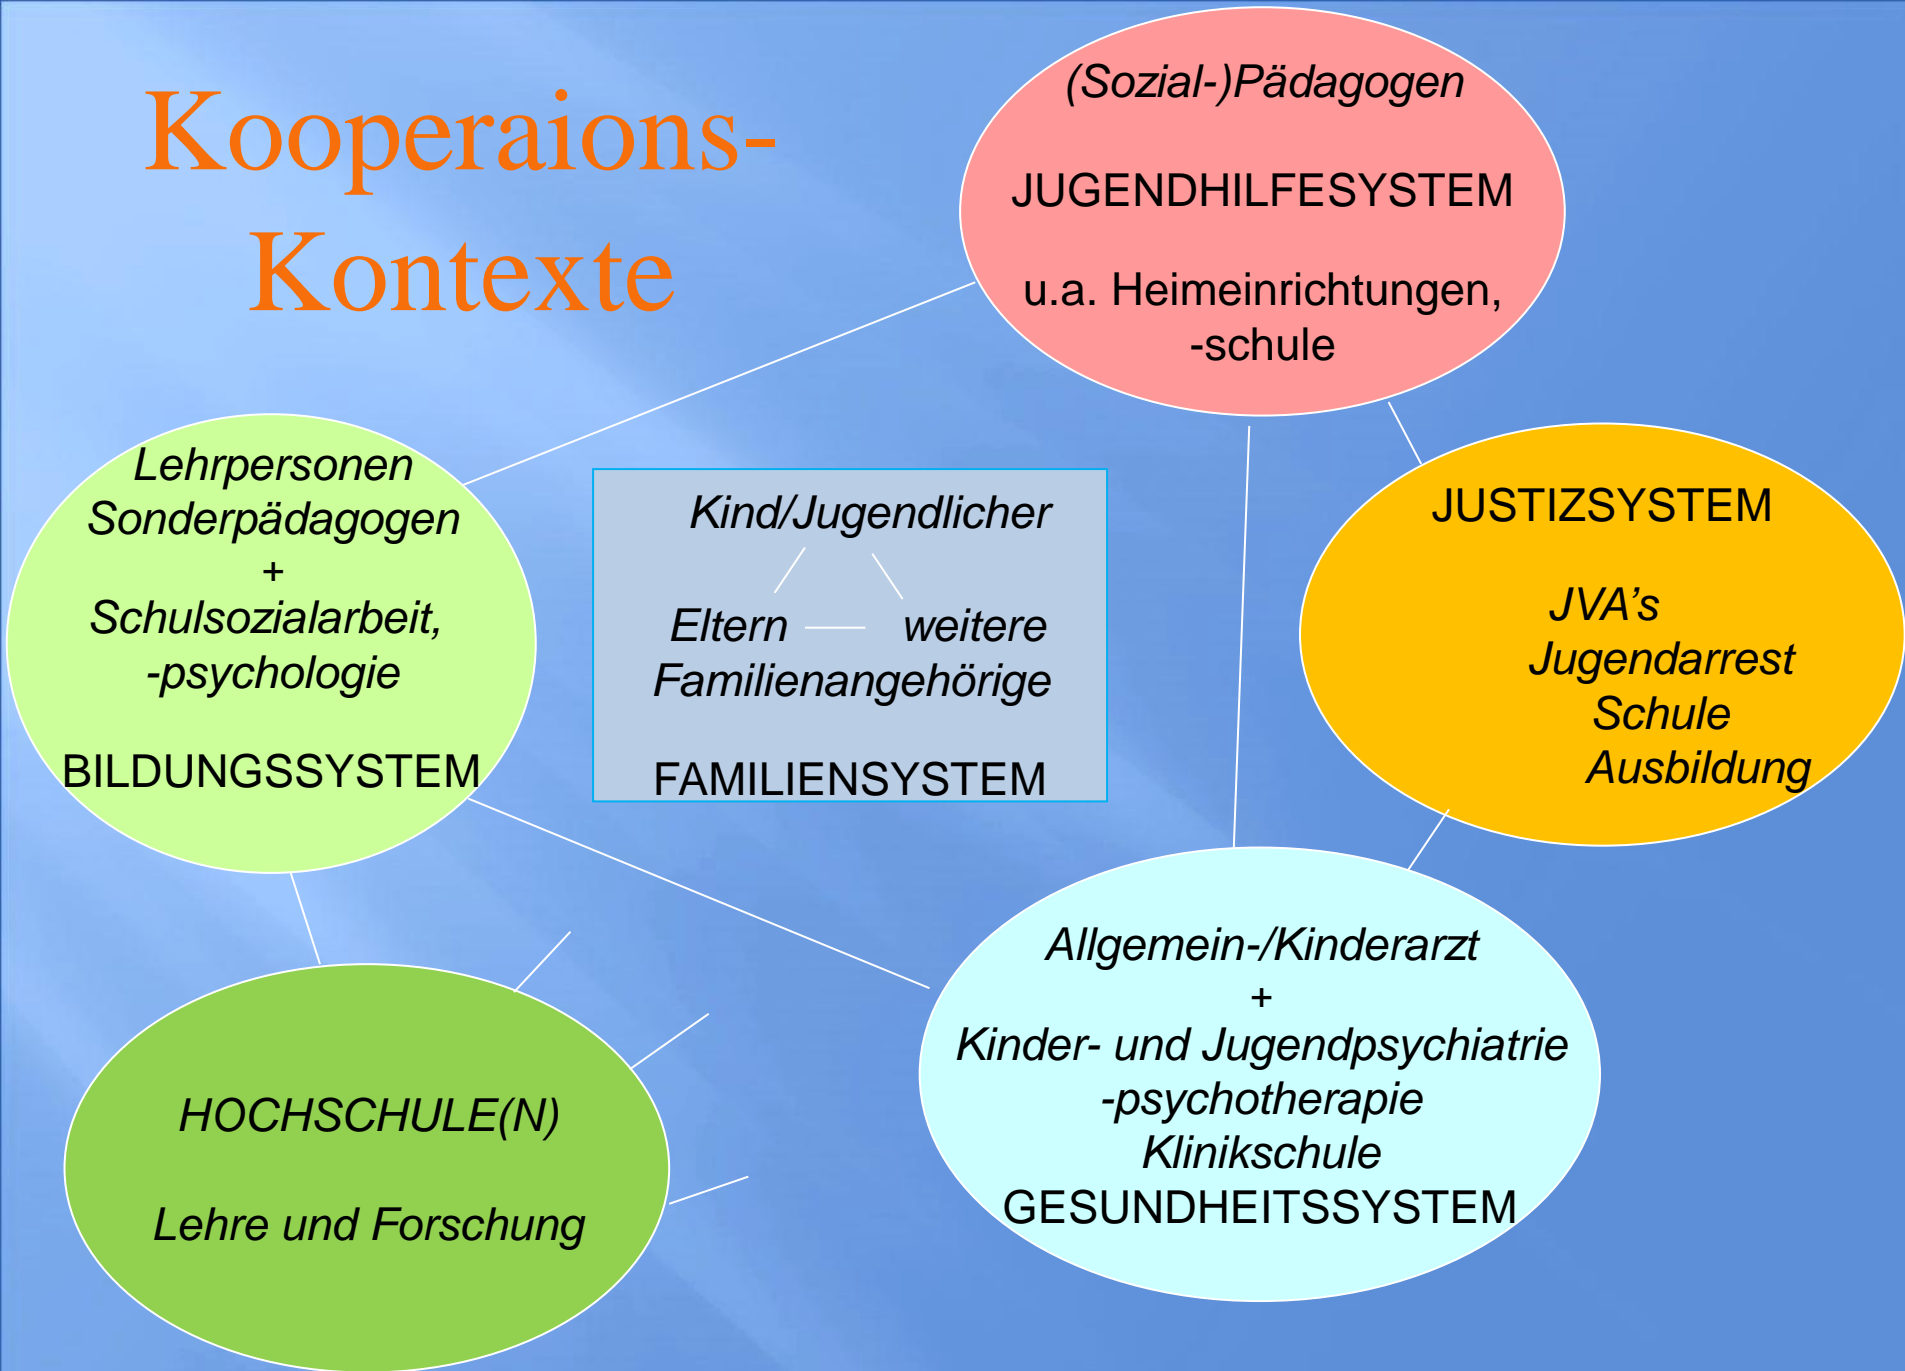 Kooperaions-
Kontexte
(Sozial-)Pädagogen
JUGENDHILFESYSTEM
u.a. Heimeinrichtungen,
-schule
Lehrpersonen
Sonderpädagogen
+
Schulsozialarbeit,
-psychologie
BILDUNGSSYSTEM
Kind/Jugendlicher
Eltern weitere
Familienangehörige
FAMILIENSYSTEM
JUSTIZSYSTEM
JVA’s
Jugendarrest
Schule
Ausbildung
HOCHSCHULE(N)
Lehre und Forschung
Allgemein-/Kinderarzt
+
Kinder- und Jugendpsychiatrie
-psychotherapie
Klinikschule
GESUNDHEITSSYSTEM